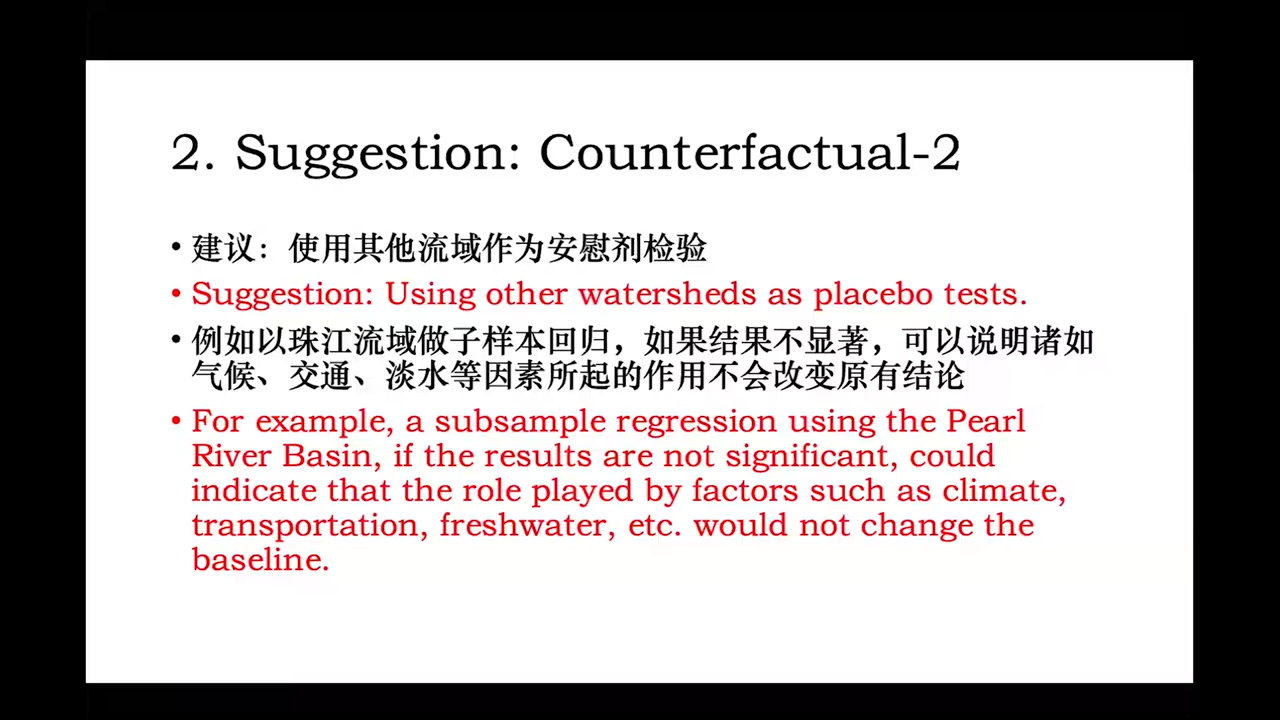 2. Suggestion: Counterfactual-2
• 建议：使用其他流域作为安慰剂检验
• Suggestion: Using other watersheds as placebo tests.
• 例如以珠江流域做子样本回归，如果结果不显著，可以说明诸如
气候、交通、淡水等因素所起的作用不会改变原有结论
• For example, a subsample regression using the Pearl
River Basin, if the results are not significant, could
indicate that the role played by factors such as climate,
transportation, freshwater, etc. would not change the
baseline.